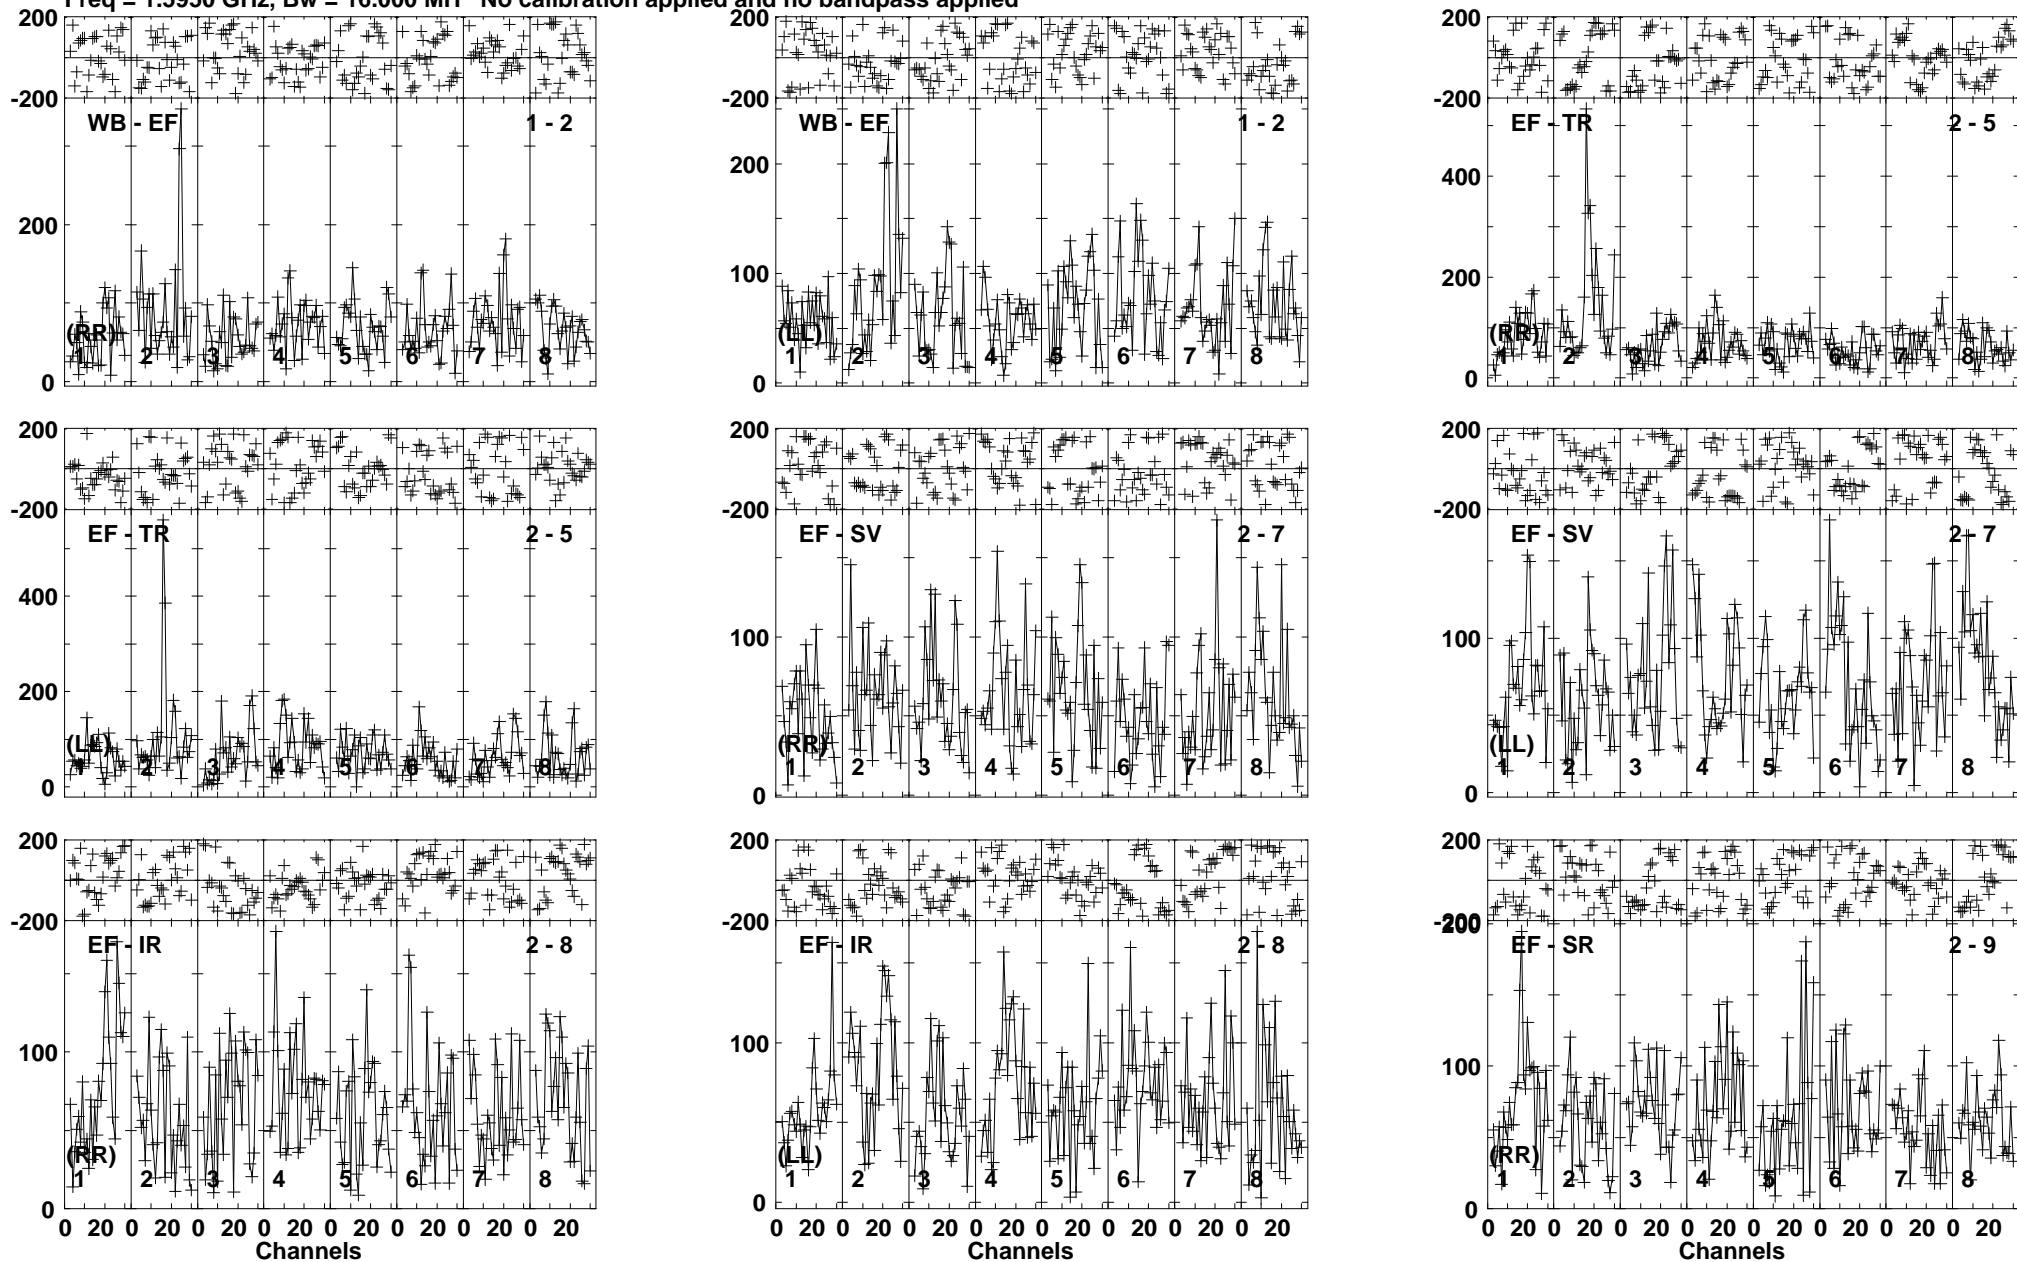 Freq = 1.5950 GHz, Bw = 16.000 MH No calibration applied and no bandpass applied
200 200 200
-200 -200 -200
WB - EF 1 - 2 WB - EF 1 - 2 EF - TR 2 - 5
200 200 400
100 200
(RR) (LL) (RR)
1 2 3 4 5 6 7 8 1 2 3 4 5 6 7 8 1 2 3 4 5 6 7 8
0 0 0
200 200 200
-200 -200 -200
EF - TR 2 - 5 EF - SV 2 - 7 EF - SV 2 - 7
400 100 100
200
(LL) (RR) (LL)
1 2 3 4 5 6 7 8 1 2 3 4 5 6 7 8 1 2 3 4 5 6 7 8
0 0 0
200 200 200
-200 -200 -200
200
EF - IR 2 - 8 EF - IR 2 - 8 EF - SR 2 - 9
100 100 100
(RR) (LL) (RR)
1 2 3 4 5 6 7 8 1 2 3 4 5 6 7 8 1 2 3 4 5 6 7 8
0 0 0
0 20 0 20 0 20 0 20 0 20 0 20 0 20 0 20 0 20 0 20 0 20 0 20 0 20 0 20 0 20 0 20 0 20 0 20 0 20 0 20 0 20 0 20 0 20 0 20
Channels Channels